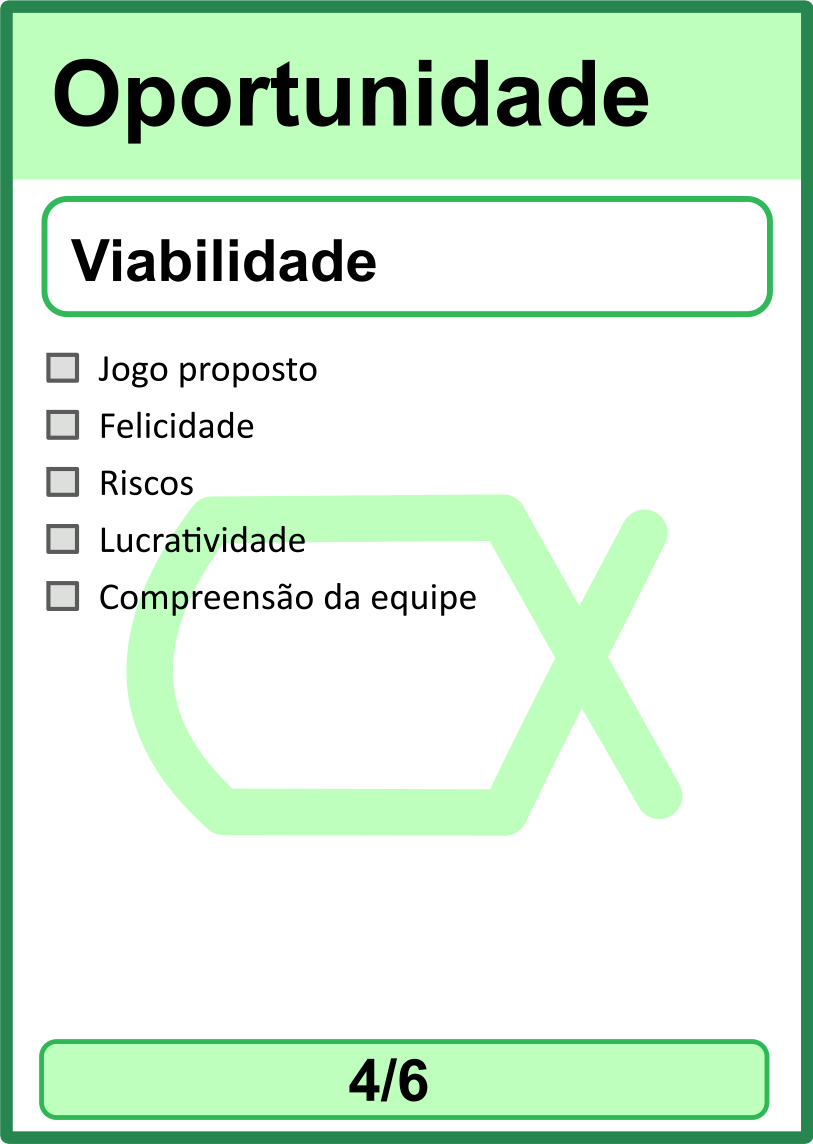 Oportunidade
Viabilidade
Jogo proposto
Felicidade
Riscos
Lucratividade
Compreensão da equipe
4/6